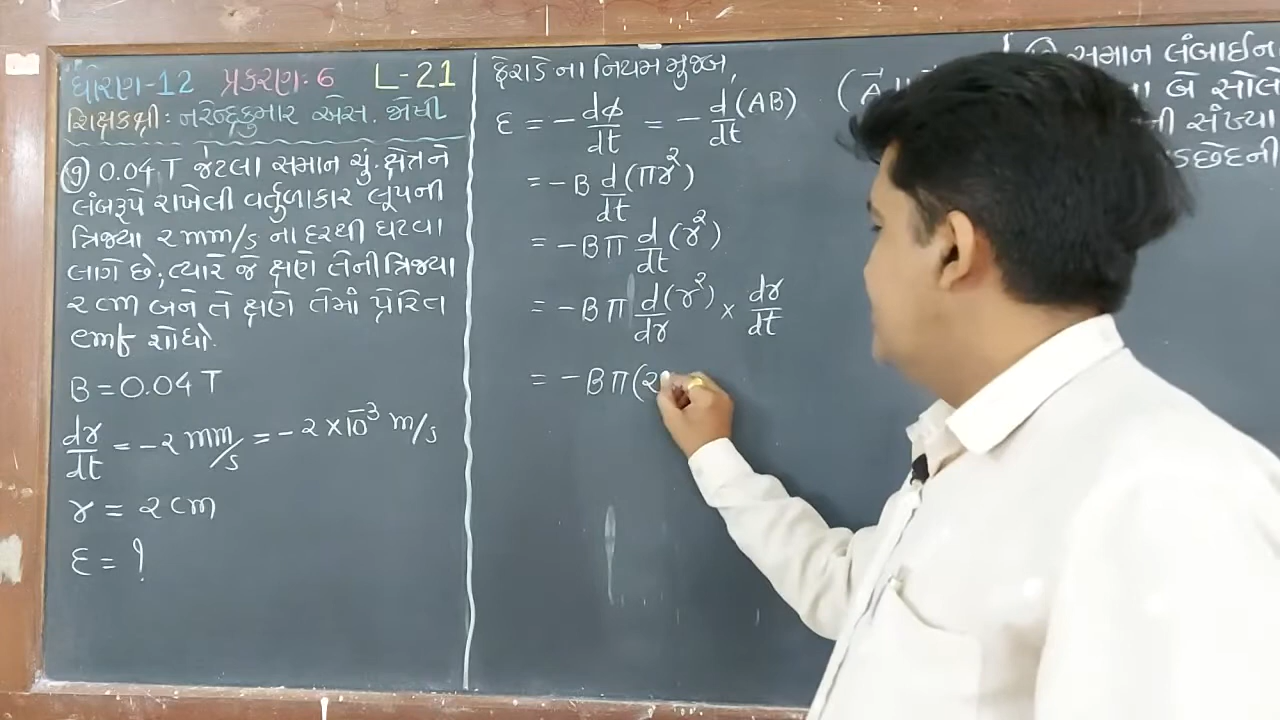 ધોરણ-12 પ્રકરણ:6 L-21
શિક્ષકશ્રી: નરેન્દ્રકુમાર એસ. જોષી
(૧) 0.04 T જેટલા સમાન ચું. ક્ષેત્રને
લંબરૂપે રાખેલી વર્તુળાકાર લૂપની
ત્રિજ્યા ૨ mm/s ના દરથી ઘટવા
લાગે છે, ત્યારે જે ક્ષણે તેની ત્રિજ્યા
૨ cm બને તે ક્ષણે તેમાં પ્રેરિત
emf શોધો.
B = 0.04 T
dr/dt = -૨ mm/s = -૨ × 10⁻³ m/s
r = ૨ cm
ε = ?
ફેરાડેના નિયમ મુજબ,
ε = - dϕ/dt = - d/dt (AB)
= -B d/dt (πr²)
= -Bπ d/dt (r²)
= -Bπ d/dr (r²) × dr/dt
= -Bπ(૨
સમાન લંબાઈન
બે સોલે
સંખ્યા